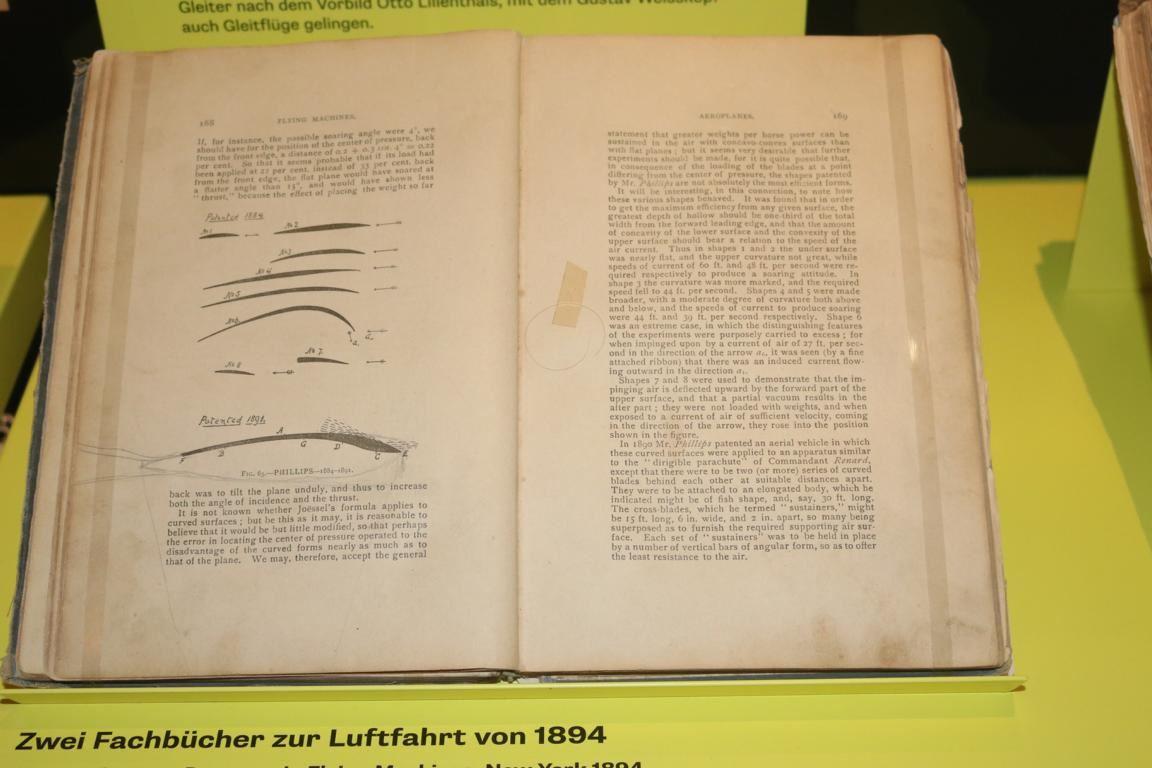 Gleiter nach dem Vorbild Otto Lilienthals, mit dem Gustav Weißkopf
auch Gleitflüge gelingen.
168 FLYING MACHINES.
If, for instance, the possible soaring angle were 4°, we
should have for the position of the center of pressure, back
from the front edge, a distance of 0.2 + 0.3 sin. 4° = 0.22
per cent. So that it seems probable that if its load had
been applied at 22 per cent. instead of 33 per cent. back
from the front edge, the flat plane would have soared at
a flatter angle than 15°, and would have shown less
"thrust," because the effect of placing the weight so far
Patented 1884
No 1
No 2
No 3
No 4
No 5
No 6
a.
a
No 7
No 8
Patented 1891.
F B A G D C E
FIG. 65.—PHILLIPS—1884-1891.
back was to tilt the plane unduly, and thus to increase
both the angle of incidence and the thrust.
It is not known whether Joëssel's formula applies to
curved surfaces; but be this as it may, it is reasonable to
believe that it would be but little modified, so that perhaps
the error in locating the center of pressure operated to the
disadvantage of the curved forms nearly as much as to
that of the plane. We may, therefore, accept the general
AEROPLANES. 169
statement that greater weights per horse power can be
sustained in the air with concavo-convex surfaces than
with flat planes; but it seems very desirable that further
experiments should be made, for it is quite possible that,
in consequence of the loading of the blades at a point
differing from the center of pressure, the shapes patented
by Mr. Phillips are not absolutely the most efficient forms.
It will be interesting, in this connection, to note how
these various shapes behaved. It was found that in order
to get the maximum efficiency from any given surface, the
greatest depth of hollow should be one-third of the total
width from the forward leading edge, and that the amount
of concavity of the lower surface and the convexity of the
upper surface should bear a relation to the speed of the
air current. Thus in shapes 1 and 2 the under surface
was nearly flat, and the upper curvature not great, while
speeds of current of 60 ft. and 48 ft. per second were re-
quired respectively to produce a soaring attitude. In
shape 3 the curvature was more marked, and the required
speed fell to 44 ft. per second. Shapes 4 and 5 were made
broader, with a moderate degree of curvature both above
and below, and the speeds of current to produce soaring
were 44 ft. and 39 ft. per second respectively. Shape 6
was an extreme case, in which the distinguishing features
of the experiments were purposely carried to excess; for
when impinged upon by a current of air of 27 ft. per sec-
ond in the direction of the arrow a., it was seen (by a fine
attached ribbon) that there was an induced current flow-
ing outward in the direction a,.
Shapes 7 and 8 were used to demonstrate that the im-
pinging air is deflected upward by the forward part of the
upper surface, and that a partial vacuum results in the
after part; they were not loaded with weights, and when
exposed to a current of air of sufficient velocity, coming
in the direction of the arrow, they rose into the position
shown in the figure.
In 1890 Mr. Phillips patented an aerial vehicle in which
these curved surfaces were applied to an apparatus similar
to the "dirigible parachute" of Commandant Renard,
except that there were to be two (or more) series of curved
blades behind each other at suitable distances apart.
They were to be attached to an elongated body, which he
indicated might be of fish shape, and, say, 30 ft. long.
The cross-blades, which he termed "sustainers," might
be 15 ft. long, 6 in. wide, and 2 in. apart, so many being
superposed as to furnish the required supporting air sur-
face. Each set of "sustainers" was to be held in place
by a number of vertical bars of angular form, so as to offer
the least resistance to the air.
Zwei Fachbücher zur Luftfahrt von 1894
New York 1894